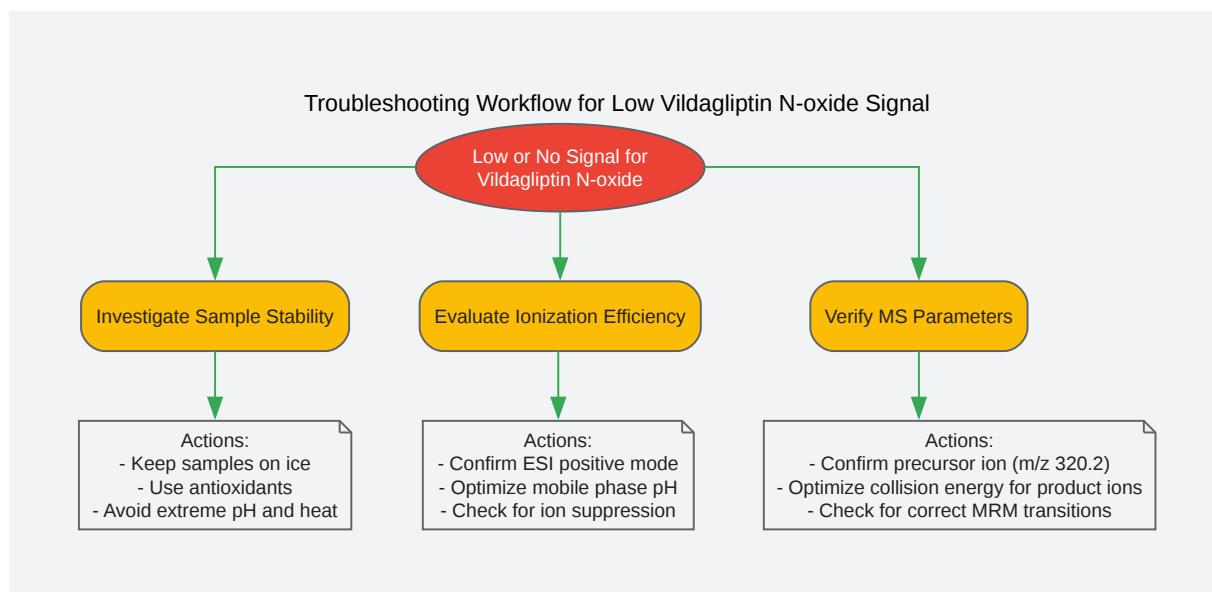 Troubleshooting Workflow for Low Vildagliptin N-oxide Signal
Low or No Signal for
Vildagliptin N-oxide
Investigate Sample Stability
Evaluate Ionization Efficiency
Verify MS Parameters
Actions:
- Keep samples on ice
- Use antioxidants
- Avoid extreme pH and heat
Actions:
- Confirm ESI positive mode
- Optimize mobile phase pH
- Check for ion suppression
Actions:
- Confirm precursor ion (m/z 320.2)
- Optimize collision energy for product ions
- Check for correct MRM transitions